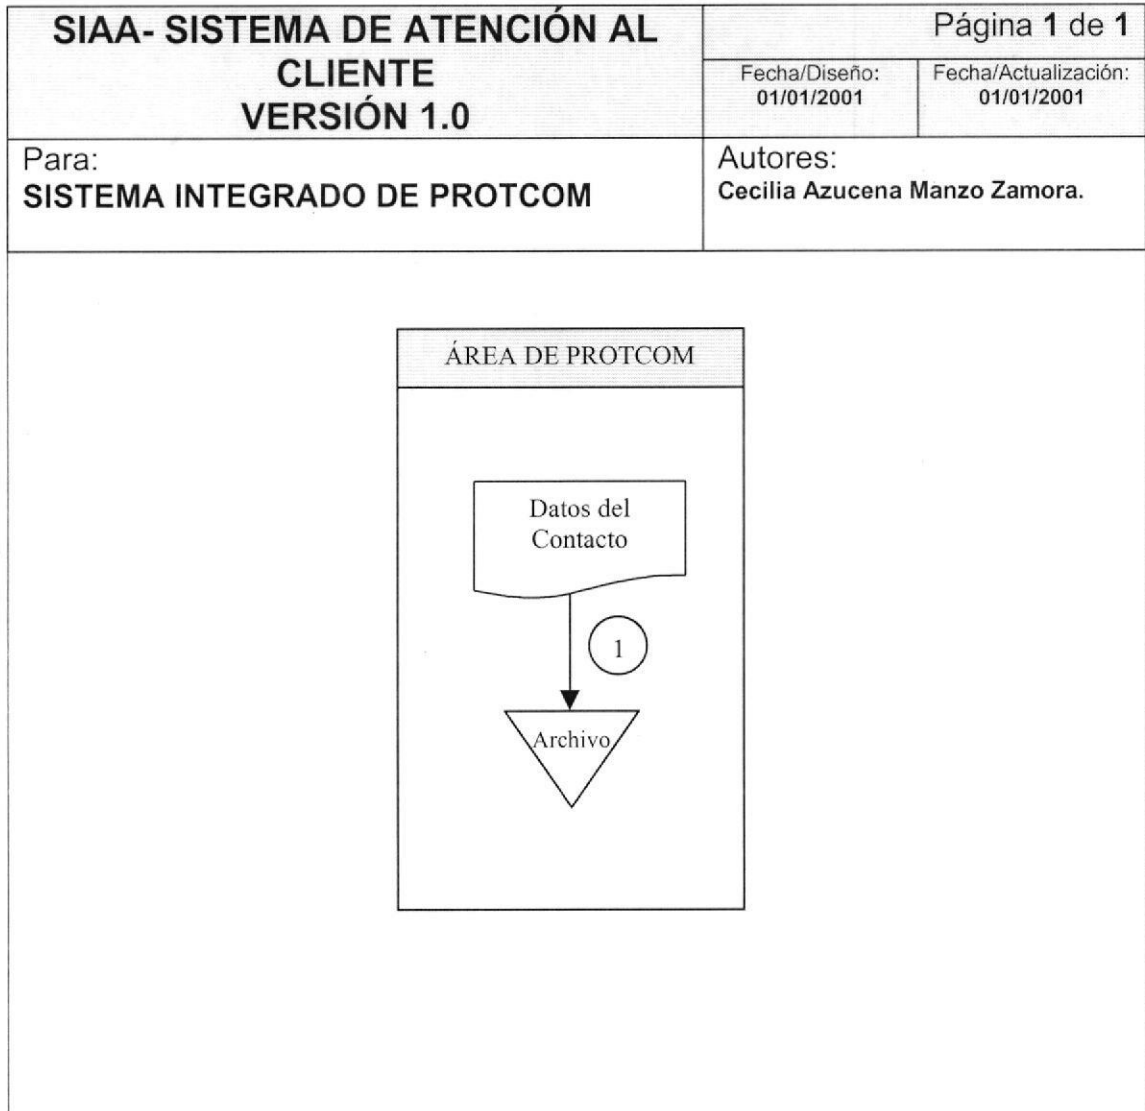 SIAA- SISTEMA DE ATENCIÓN AL
CLIENTE
VERSIÓN 1.0
Página 1 de 1
Fecha/Diseño:
01/01/2001
Fecha/Actualización:
01/01/2001
Para:
SISTEMA INTEGRADO DE PROTCOM
Autores:
Cecilia Azucena Manzo Zamora.
ÁREA DE PROTCOM
Datos del
Contacto
1
Archivo